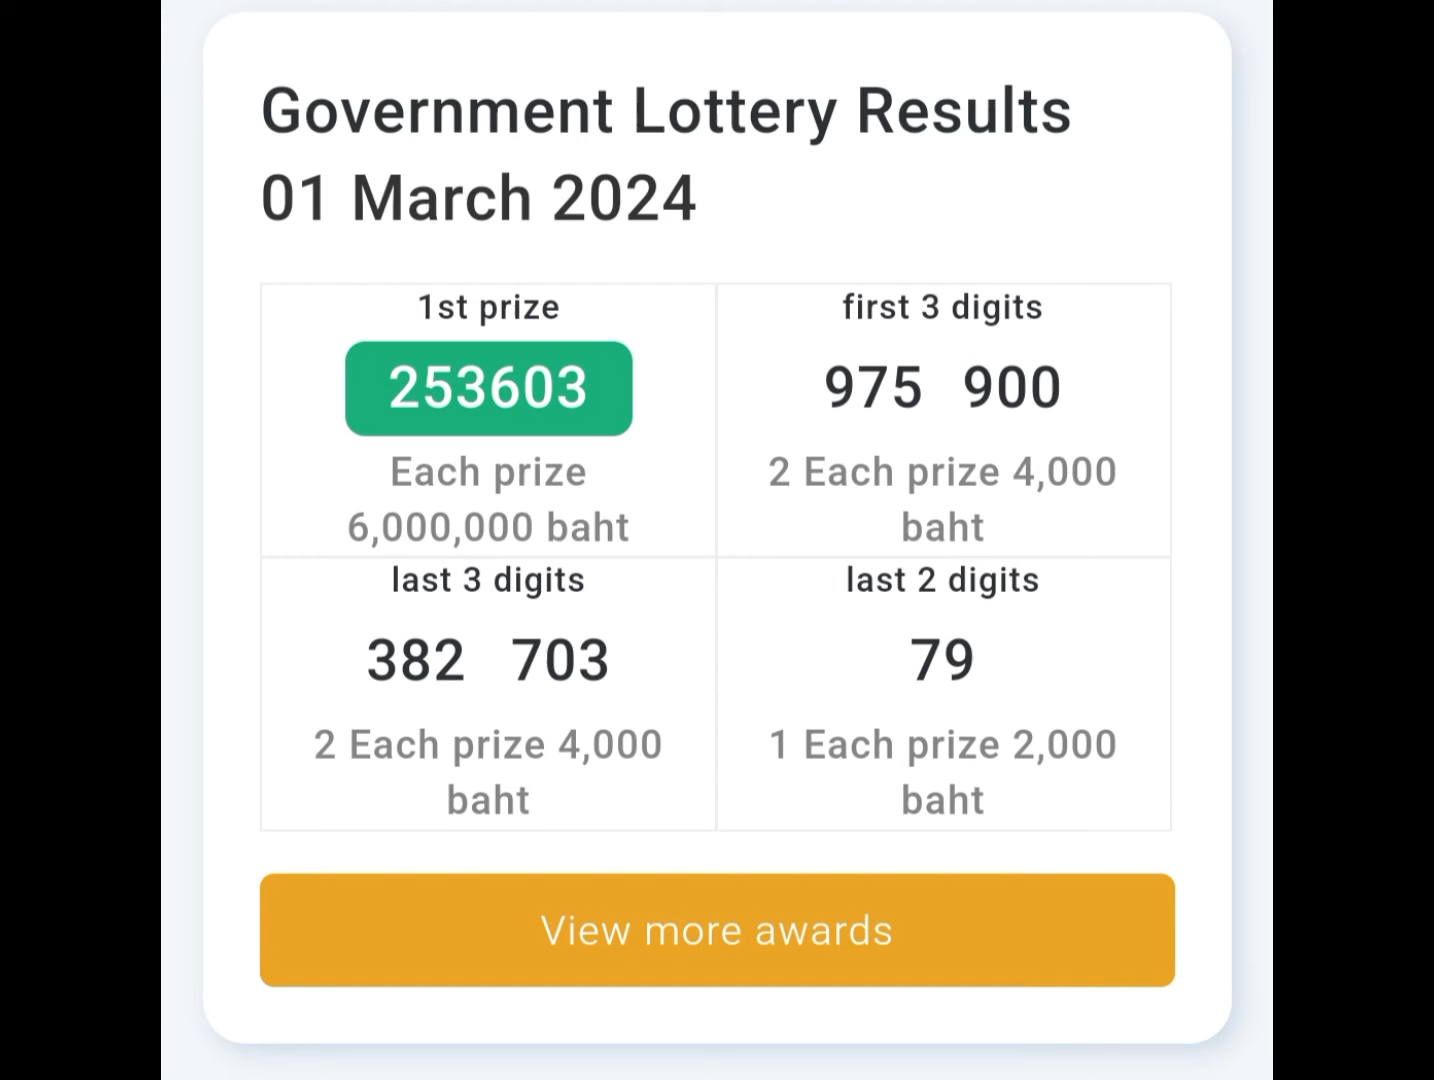 Government Lottery Results
01 March 2024
1st prize
253603
Each prize
6,000,000 baht
first 3 digits
975 900
2 Each prize 4,000
baht
last 3 digits
382 703
2 Each prize 4,000
baht
last 2 digits
79
1 Each prize 2,000
baht
View more awards